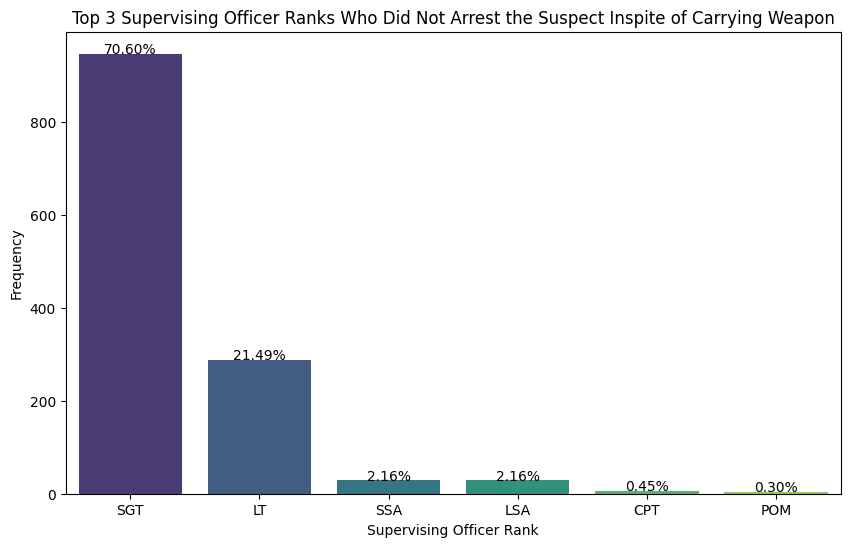 Top 3 Supervising Officer Ranks Who Did Not Arrest the Suspect Inspite of Carrying Weapon
70.60%
21.49%
2.16%
2.16%
0.45%
0.30%
800
600
400
200
0
Frequency
SGT LT SSA LSA CPT POM
Supervising Officer Rank